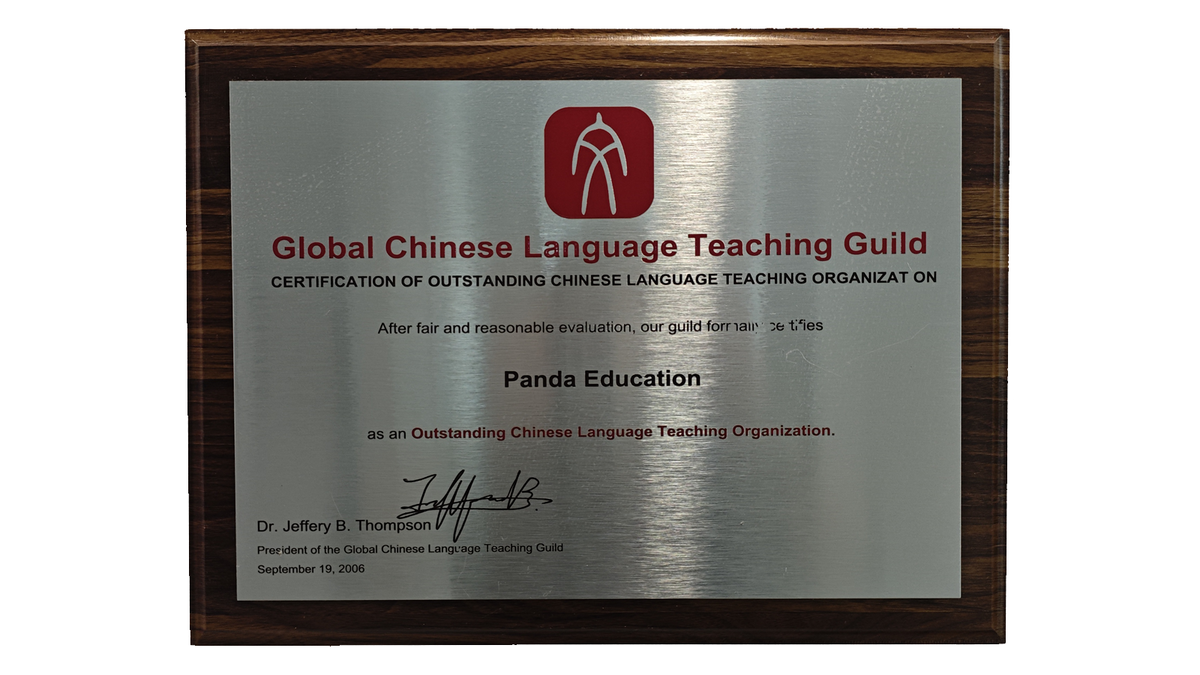 Global Chinese Language Teaching Guild
CERTIFICATION OF OUTSTANDING CHINESE LANGUAGE TEACHING ORGANIZAT ON
After fair and reasonable evaluation, our guild formally certifies
Panda Education
as an Outstanding Chinese Language Teaching Organization.
Dr. Jeffery B. Thompson
President of the Global Chinese Language Teaching Guild
September 19, 2006